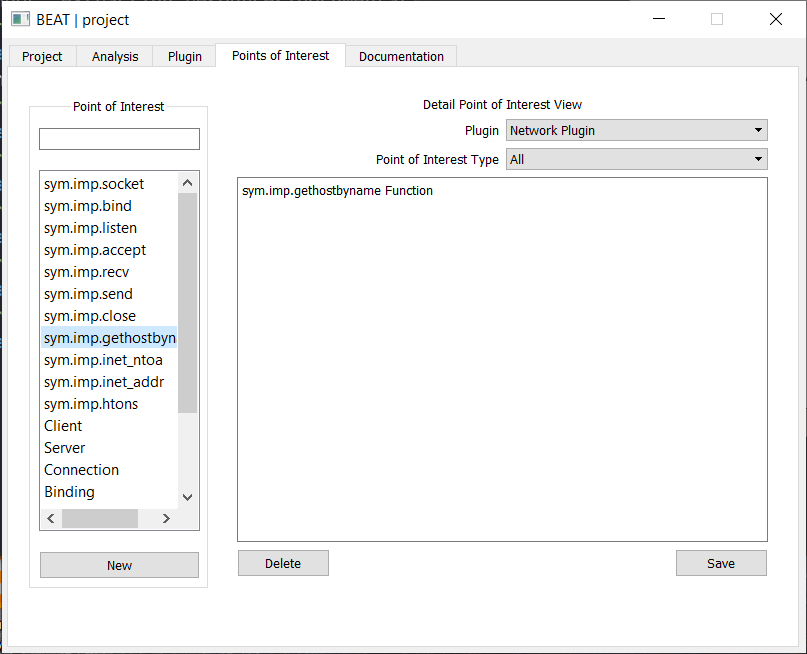 BEAT | project
Project Analysis Plugin Points of Interest Documentation
Point of Interest
sym.imp.socket
sym.imp.bind
sym.imp.listen
sym.imp.accept
sym.imp.recv
sym.imp.send
sym.imp.close
sym.imp.gethostbyn
sym.imp.inet_ntoa
sym.imp.inet_addr
sym.imp.htons
Client
Server
Connection
Binding
New
Detail Point of Interest View
Plugin Network Plugin
Point of Interest Type All
sym.imp.gethostbyname Function
Delete Save